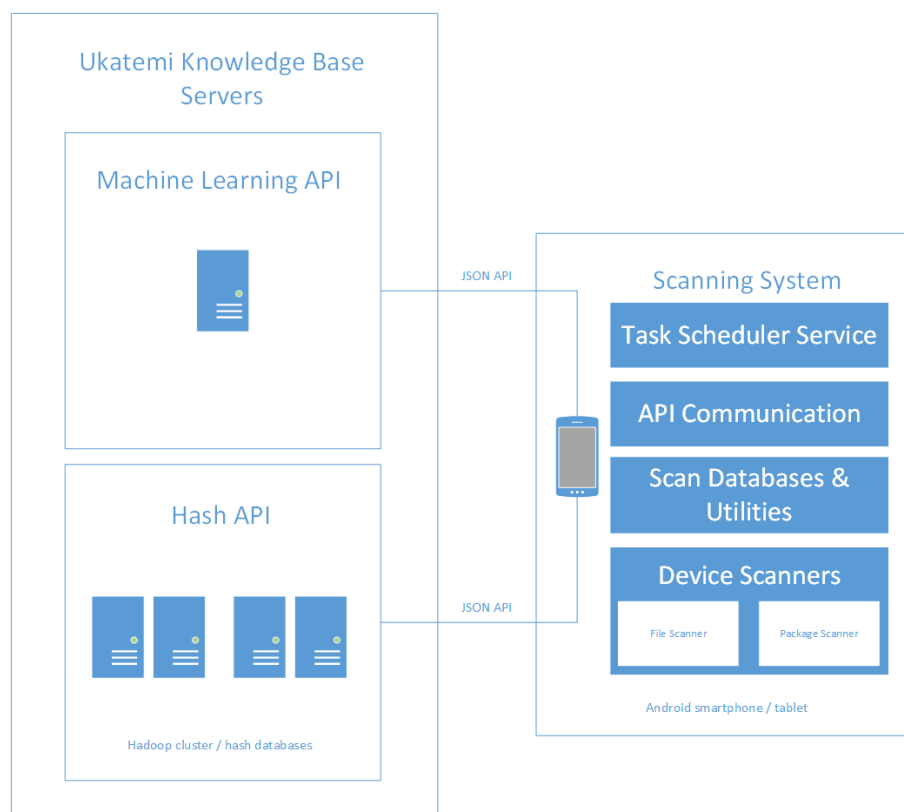 Ukatemi Knowledge Base
Servers
Machine Learning API
JSON API
Hash API
Hadoop cluster / hash databases
JSON API
Scanning System
Task Scheduler Service
API Communication
Scan Databases &
Utilities
Device Scanners
File Scanner
Package Scanner
Android smartphone / tablet